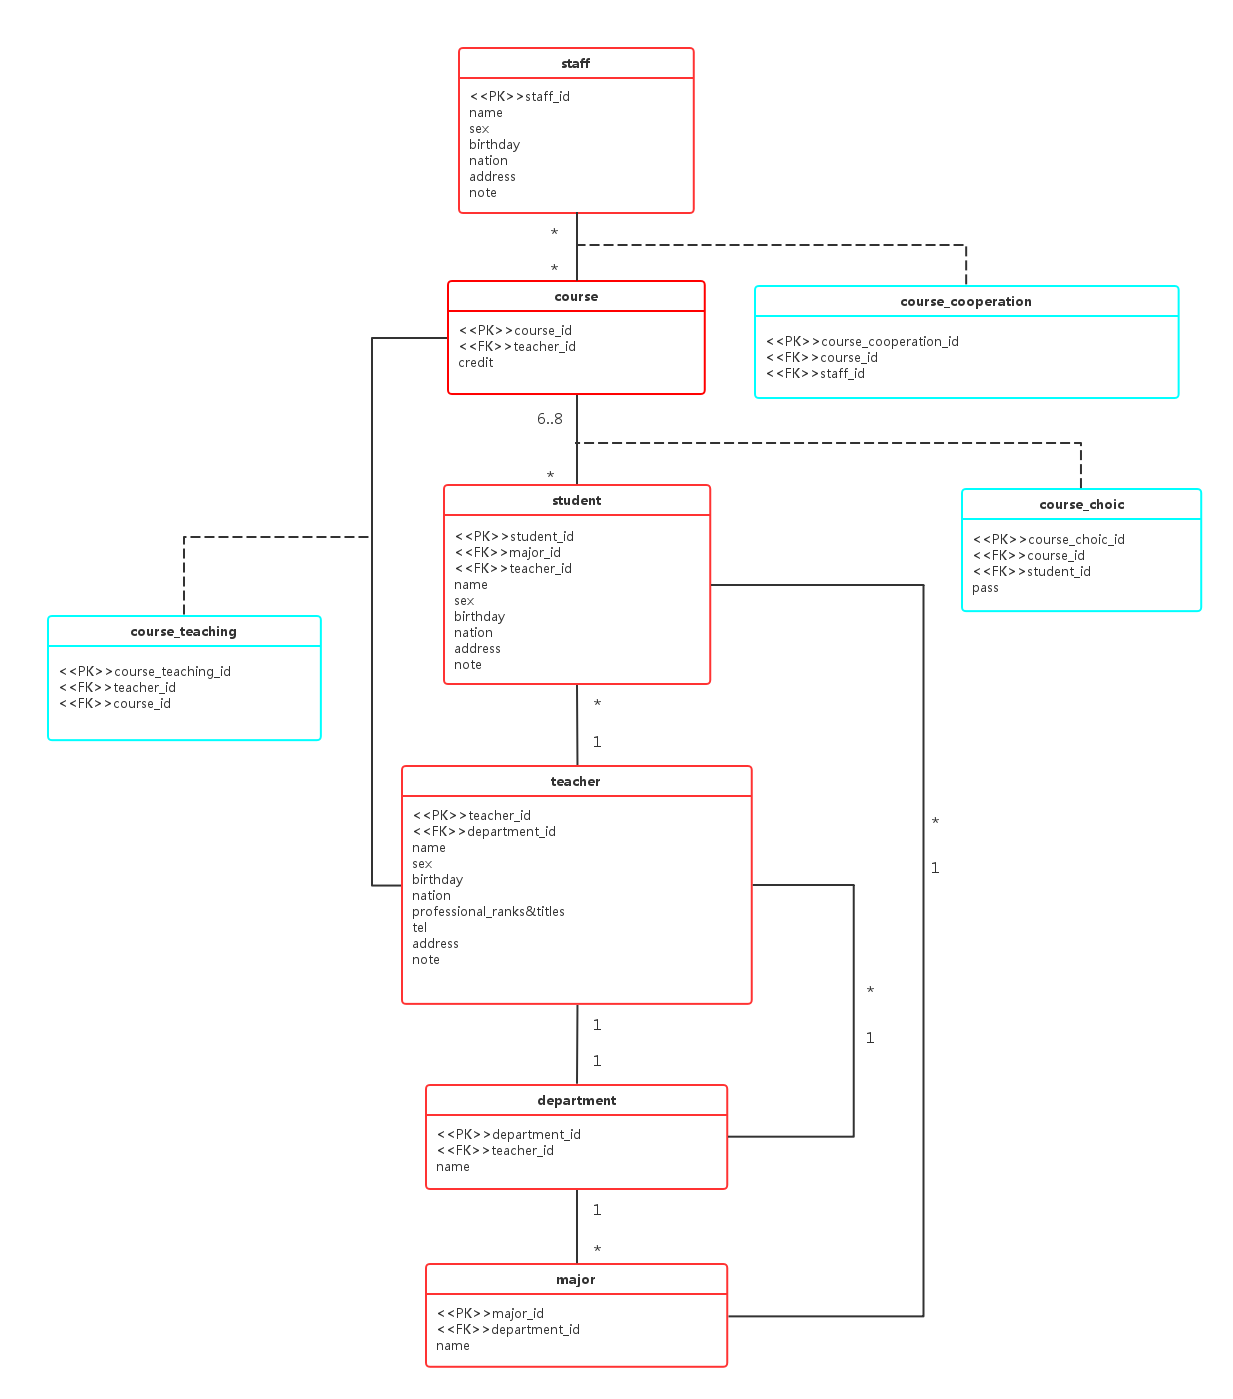 staff
<<PK>>staff_id
name
sex
birthday
nation
address
note
*
*
course
<<PK>>course_id
<<FK>>teacher_id
credit
course_cooperation
<<PK>>course_cooperation_id
<<FK>>course_id
<<FK>>staff_id
6..8
*
student
<<PK>>student_id
<<FK>>major_id
<<FK>>teacher_id
name
sex
birthday
nation
address
note
course_choic
<<PK>>course_choic_id
<<FK>>course_id
<<FK>>student_id
pass
course_teaching
<<PK>>course_teaching_id
<<FK>>teacher_id
<<FK>>course_id
*
1
teacher
<<PK>>teacher_id
<<FK>>department_id
name
sex
birthday
nation
professional_ranks&titles
tel
address
note
*
1
*
1
1
1
department
<<PK>>department_id
<<FK>>teacher_id
name
1
*
major
<<PK>>major_id
<<FK>>department_id
name